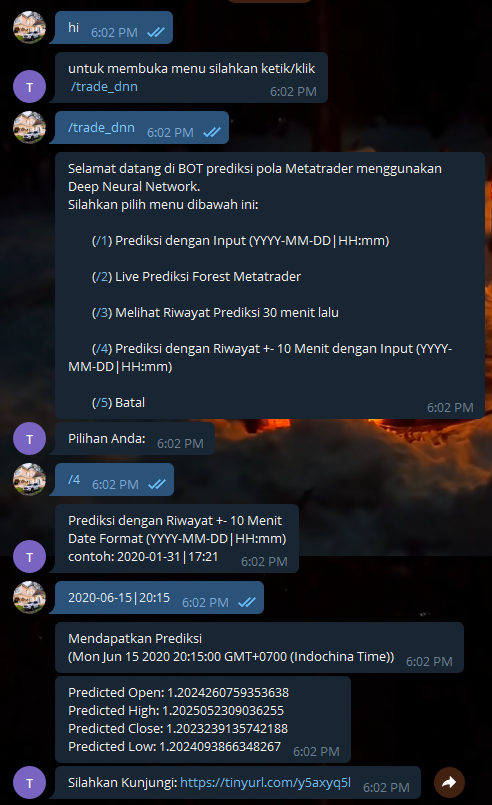 hi 6:02 PM
untuk membuka menu silahkan ketik/klik
/trade_dnn 6:02 PM
T
/trade_dnn 6:02 PM
Selamat datang di BOT prediksi pola Metatrader menggunakan
Deep Neural Network.
Silahkan pilih menu dibawah ini:
(/1) Prediksi dengan Input (YYYY-MM-DD|HH:mm)
(/2) Live Prediksi Forest Metatrader
(/3) Melihat Riwayat Prediksi 30 menit lalu
(/4) Prediksi dengan Riwayat +- 10 Menit dengan Input (YYYY-
MM-DD|HH:mm)
(/5) Batal 6:02 PM
T
Pilihan Anda: 6:02 PM
/4 6:02 PM
Prediksi dengan Riwayat +- 10 Menit
Date Format (YYYY-MM-DD|HH:mm)
contoh: 2020-01-31|17:21 6:02 PM
T
2020-06-15|20:15 6:02 PM
Mendapatkan Prediksi
(Mon Jun 15 2020 20:15:00 GMT+0700 (Indochina Time)) 6:02 PM
Predicted Open: 1.2024260759353638
Predicted High: 1.2025052309036255
Predicted Close: 1.2023239135742188
Predicted Low: 1.2024093866348267 6:02 PM
T
Silahkan Kunjungi: https://tinyurl.com/y5axyq5l 6:02 PM